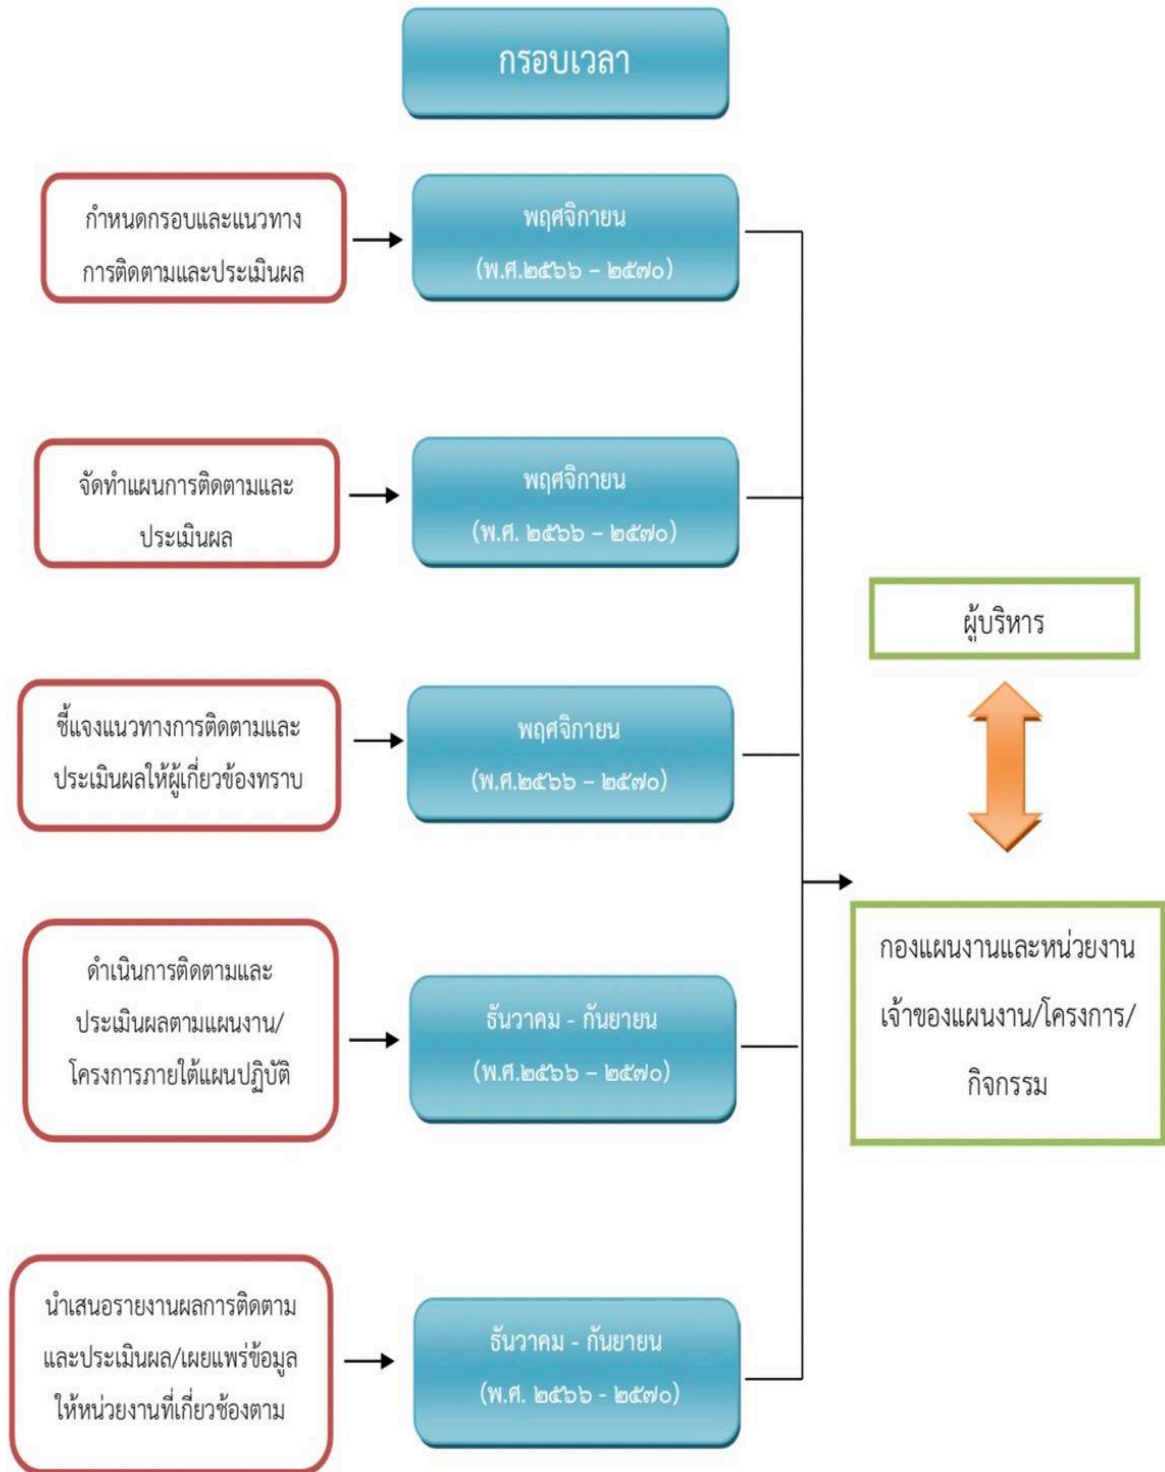 กรอบเวลา
กำหนดกรอบและแนวทาง
การติดตามและประเมินผล
พฤศจิกายน
(พ.ศ.๒๕๖๖ – ๒๕๗๐)
จัดทำแผนการติดตามและ
ประเมินผล
พฤศจิกายน
(พ.ศ. ๒๕๖๖ – ๒๕๗๐)
ชี้แจงแนวทางการติดตามและ
ประเมินผลให้ผู้เกี่ยวข้องทราบ
พฤศจิกายน
(พ.ศ.๒๕๖๖ – ๒๕๗๐)
ดำเนินการติดตามและ
ประเมินผลตามแผนงาน/
โครงการภายใต้แผนปฏิบัติ
ธันวาคม - กันยายน
(พ.ศ.๒๕๖๖ – ๒๕๗๐)
นำเสนอรายงานผลการติดตาม
และประเมินผล/เผยแพร่ข้อมูล
ให้หน่วยงานที่เกี่ยวช้องตาม
ธันวาคม - กันยายน
(พ.ศ. ๒๕๖๖ - ๒๕๗๐)
ผู้บริหาร
กองแผนงานและหน่วยงาน
เจ้าของแผนงาน/โครงการ/
กิจกรรม